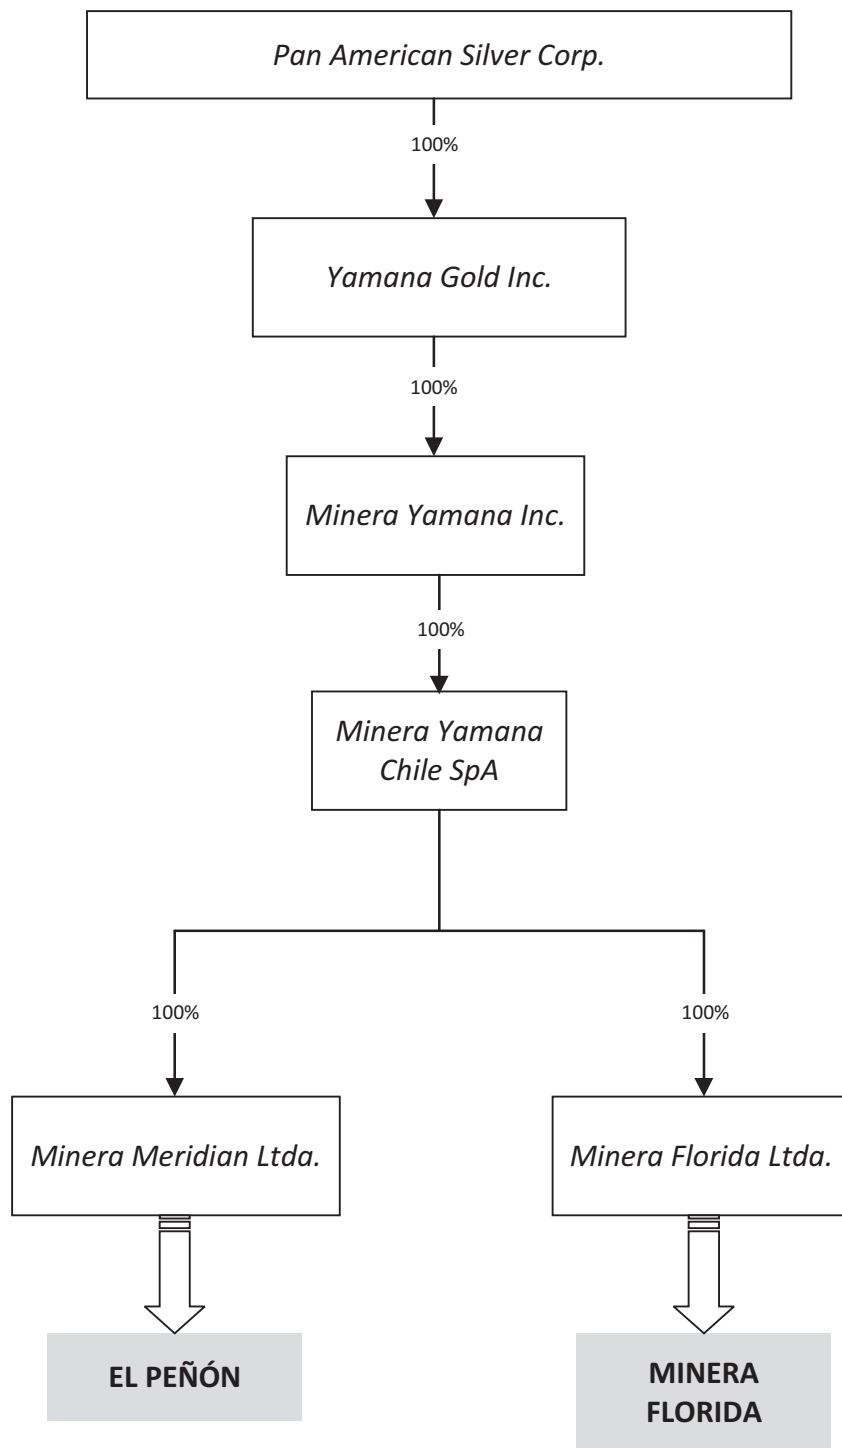 Pan American Silver Corp.
100%
Yamana Gold Inc.
100%
Minera Yamana Inc.
100%
Minera Yamana
Chile SpA
100%
100%
Minera Meridian Ltda.
Minera Florida Ltda.
EL PEÑÓN
MINERA
FLORIDA